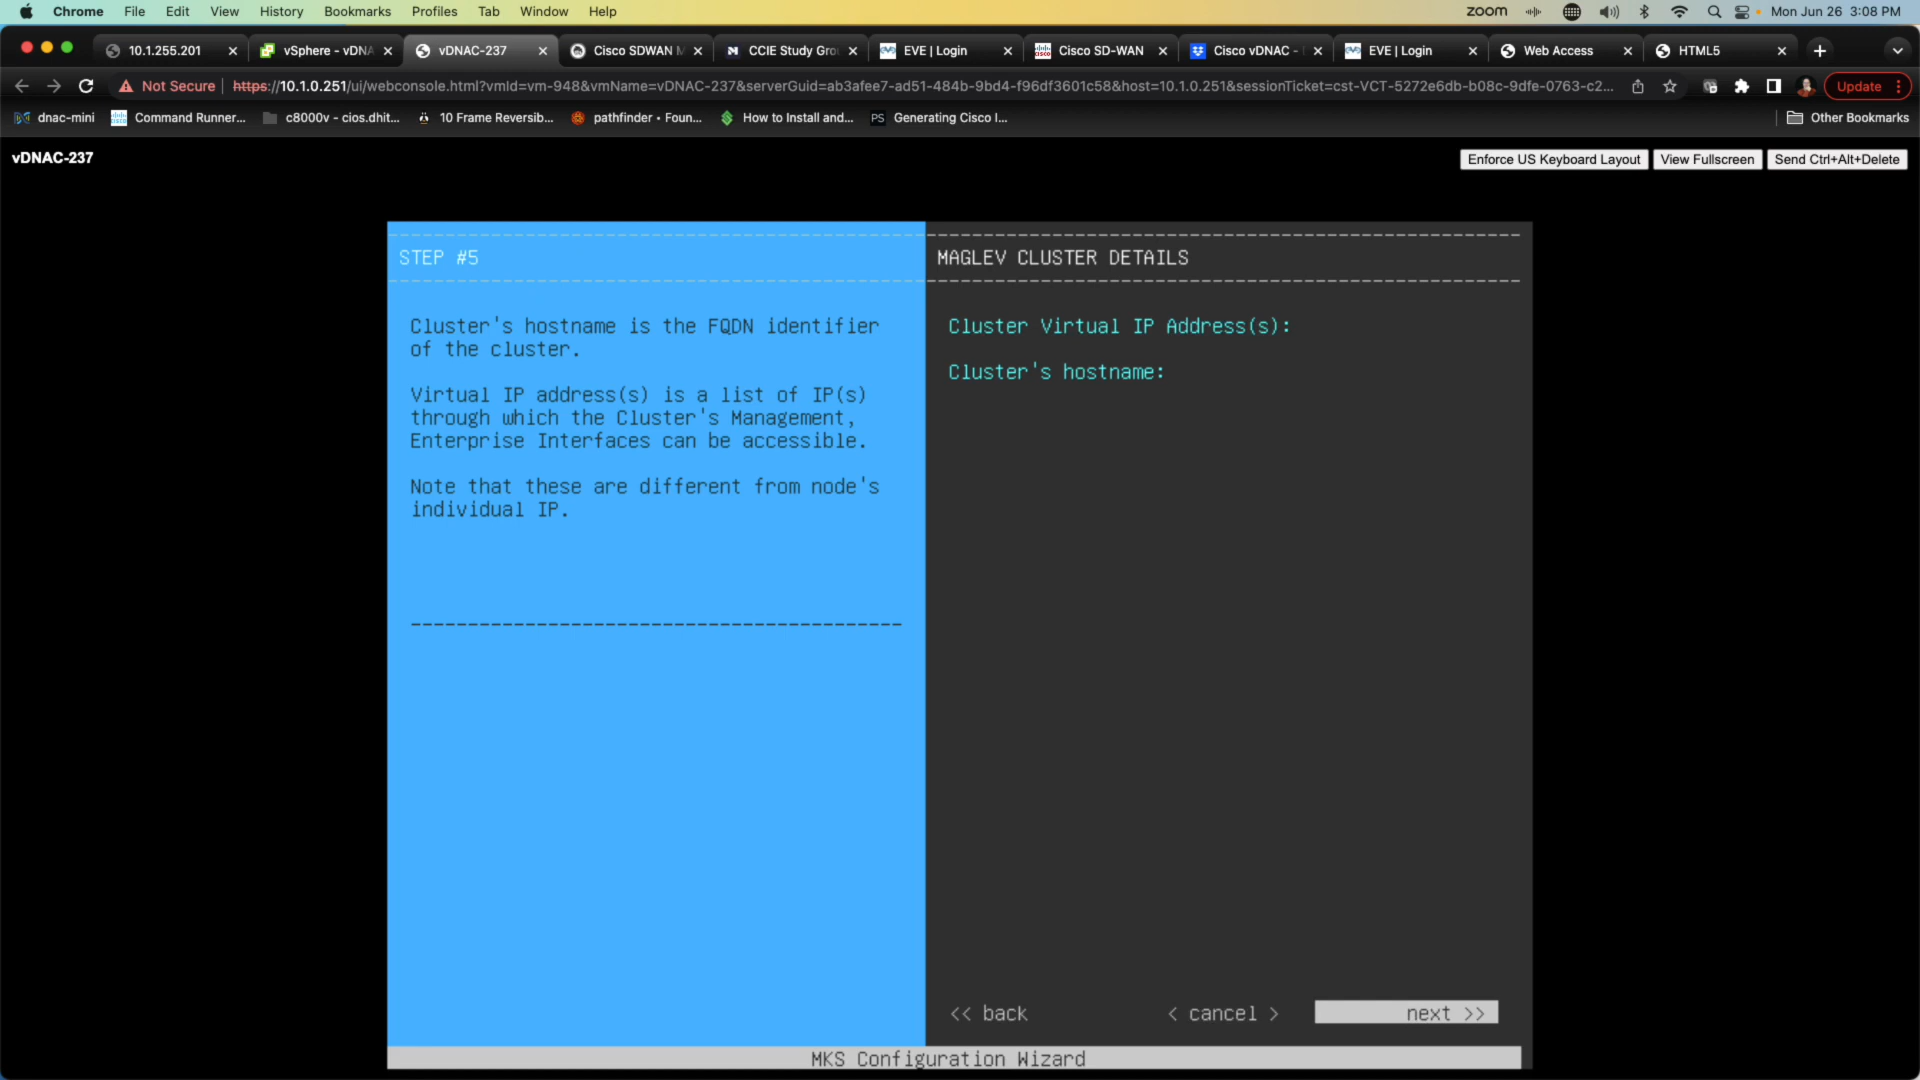 Chrome File Edit View History Bookmarks Profiles Tab Window Help zoom Mon Jun 26 3:08 PM
10.1.255.201 vSphere - vDNA vDNAC-237 Cisco SDWAN M CCIE Study Gro EVE | Login Cisco SD-WAN Cisco vDNAC - EVE | Login Web Access HTML5
Not Secure https://10.1.0.251/ui/webconsole.html?vmId=vm-948&vmName=vDNAC-237&serverGuid=ab3afee7-ad51-484b-9bd4-f96df3601c58&host=10.1.0.251&sessionTicket=cst-VCT-5272e6db-b08c-9dfe-0763-c2... Update
dnac-mini Command Runner... c8000v - cios.dhit... 10 Frame Reversib... pathfinder • Foun... How to Install and... PS Generating Cisco I... Other Bookmarks
vDNAC-237 Enforce US Keyboard Layout View Fullscreen Send Ctrl+Alt+Delete
STEP #5
Cluster's hostname is the FQDN identifier
of the cluster.
Virtual IP address(s) is a list of IP(s)
through which the Cluster's Management,
Enterprise Interfaces can be accessible.
Note that these are different from node's
individual IP.
MAGLEV CLUSTER DETAILS
Cluster Virtual IP Address(s):
Cluster's hostname:
<< back < cancel > next >>
MKS Configuration Wizard